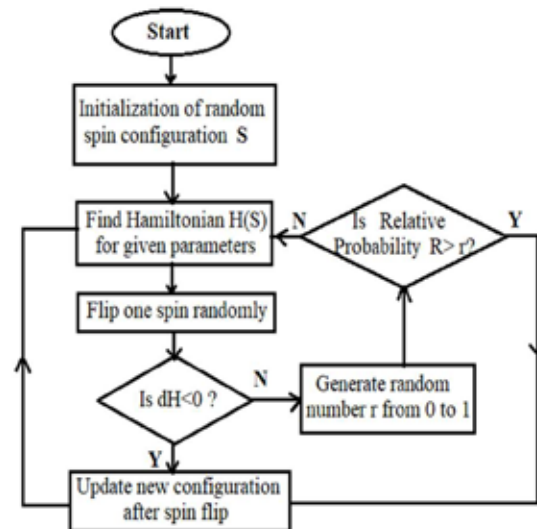 Start
Initialization of random
spin configuration S
Find Hamiltonian H(S)
for given parameters
N
Is Relative
Probability R> r?
Y
Flip one spin randomly
Is dH<0 ?
N
Generate random
number r from 0 to 1
Y
Update new configuration
after spin flip